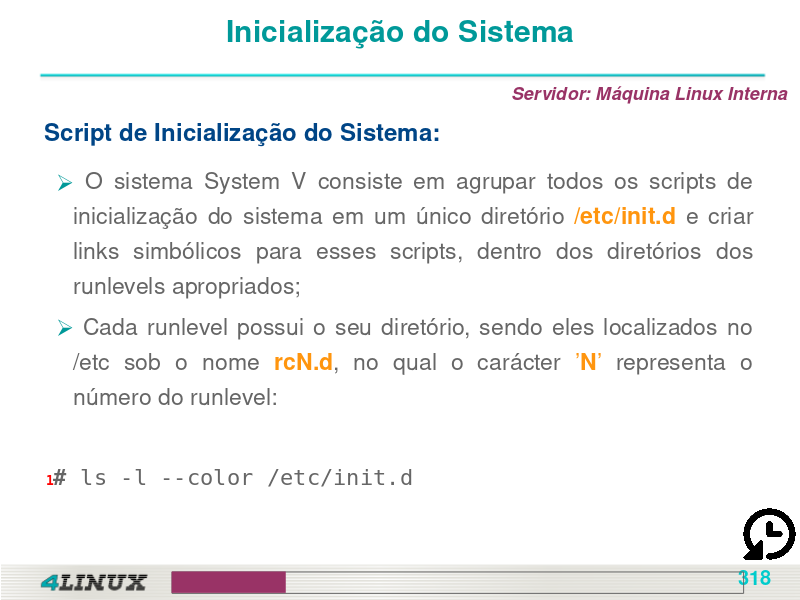 Inicialização do Sistema
Servidor: Máquina Linux Interna
Script de Inicialização do Sistema:
O sistema System V consiste em agrupar todos os scripts de
inicialização do sistema em um único diretório /etc/init.d e criar
links simbólicos para esses scripts, dentro dos diretórios dos
runlevels apropriados;
Cada runlevel possui o seu diretório, sendo eles localizados no
/etc sob o nome rcN.d, no qual o carácter ’N’ representa o
número do runlevel:
1# ls -l --color /etc/init.d
318
4LINUX